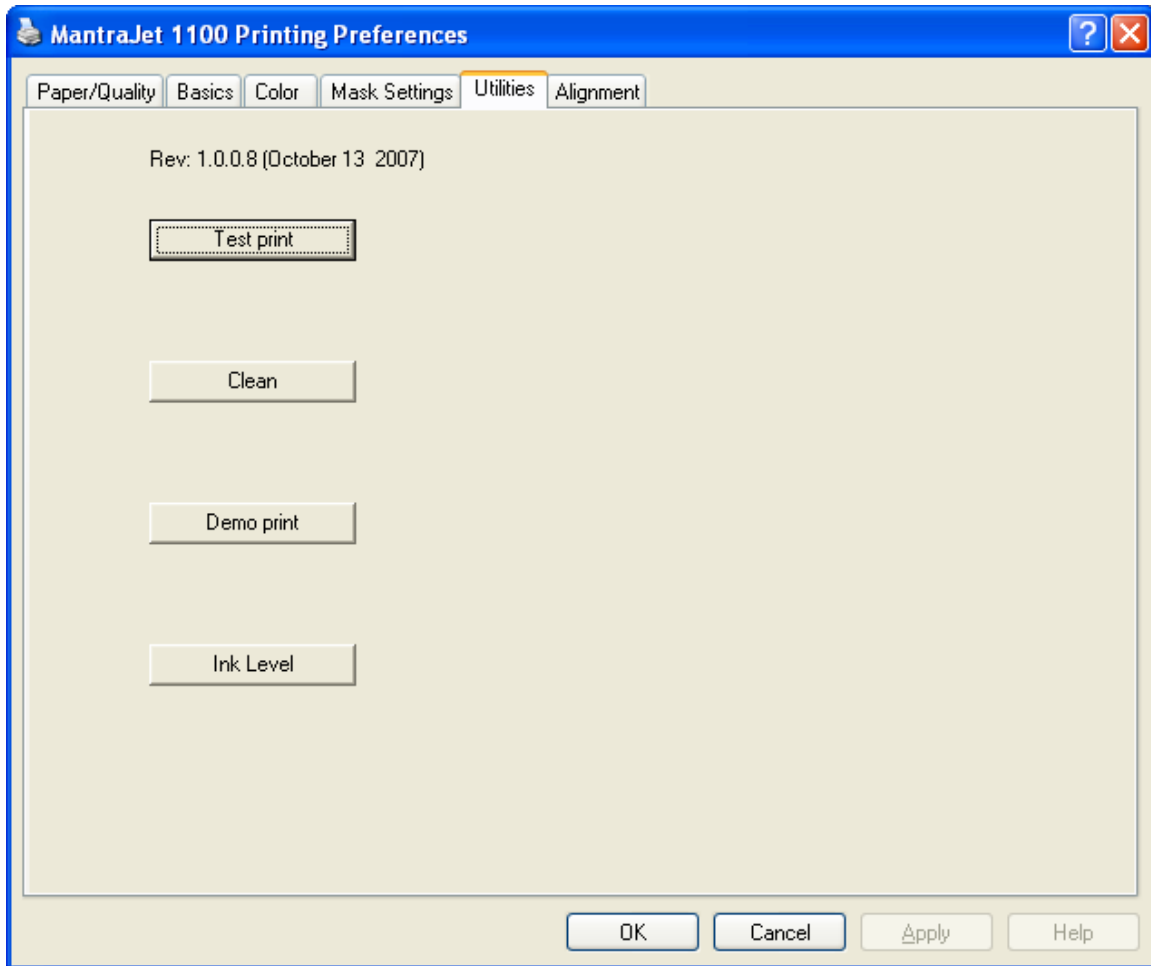 MantraJet 1100 Printing Preferences
Paper/Quality Basics Color Mask Settings Utilities Alignment
Rev: 1.0.0.8 (October 13  2007)
Test print
Clean
Demo print
Ink Level
OK Cancel Apply Help